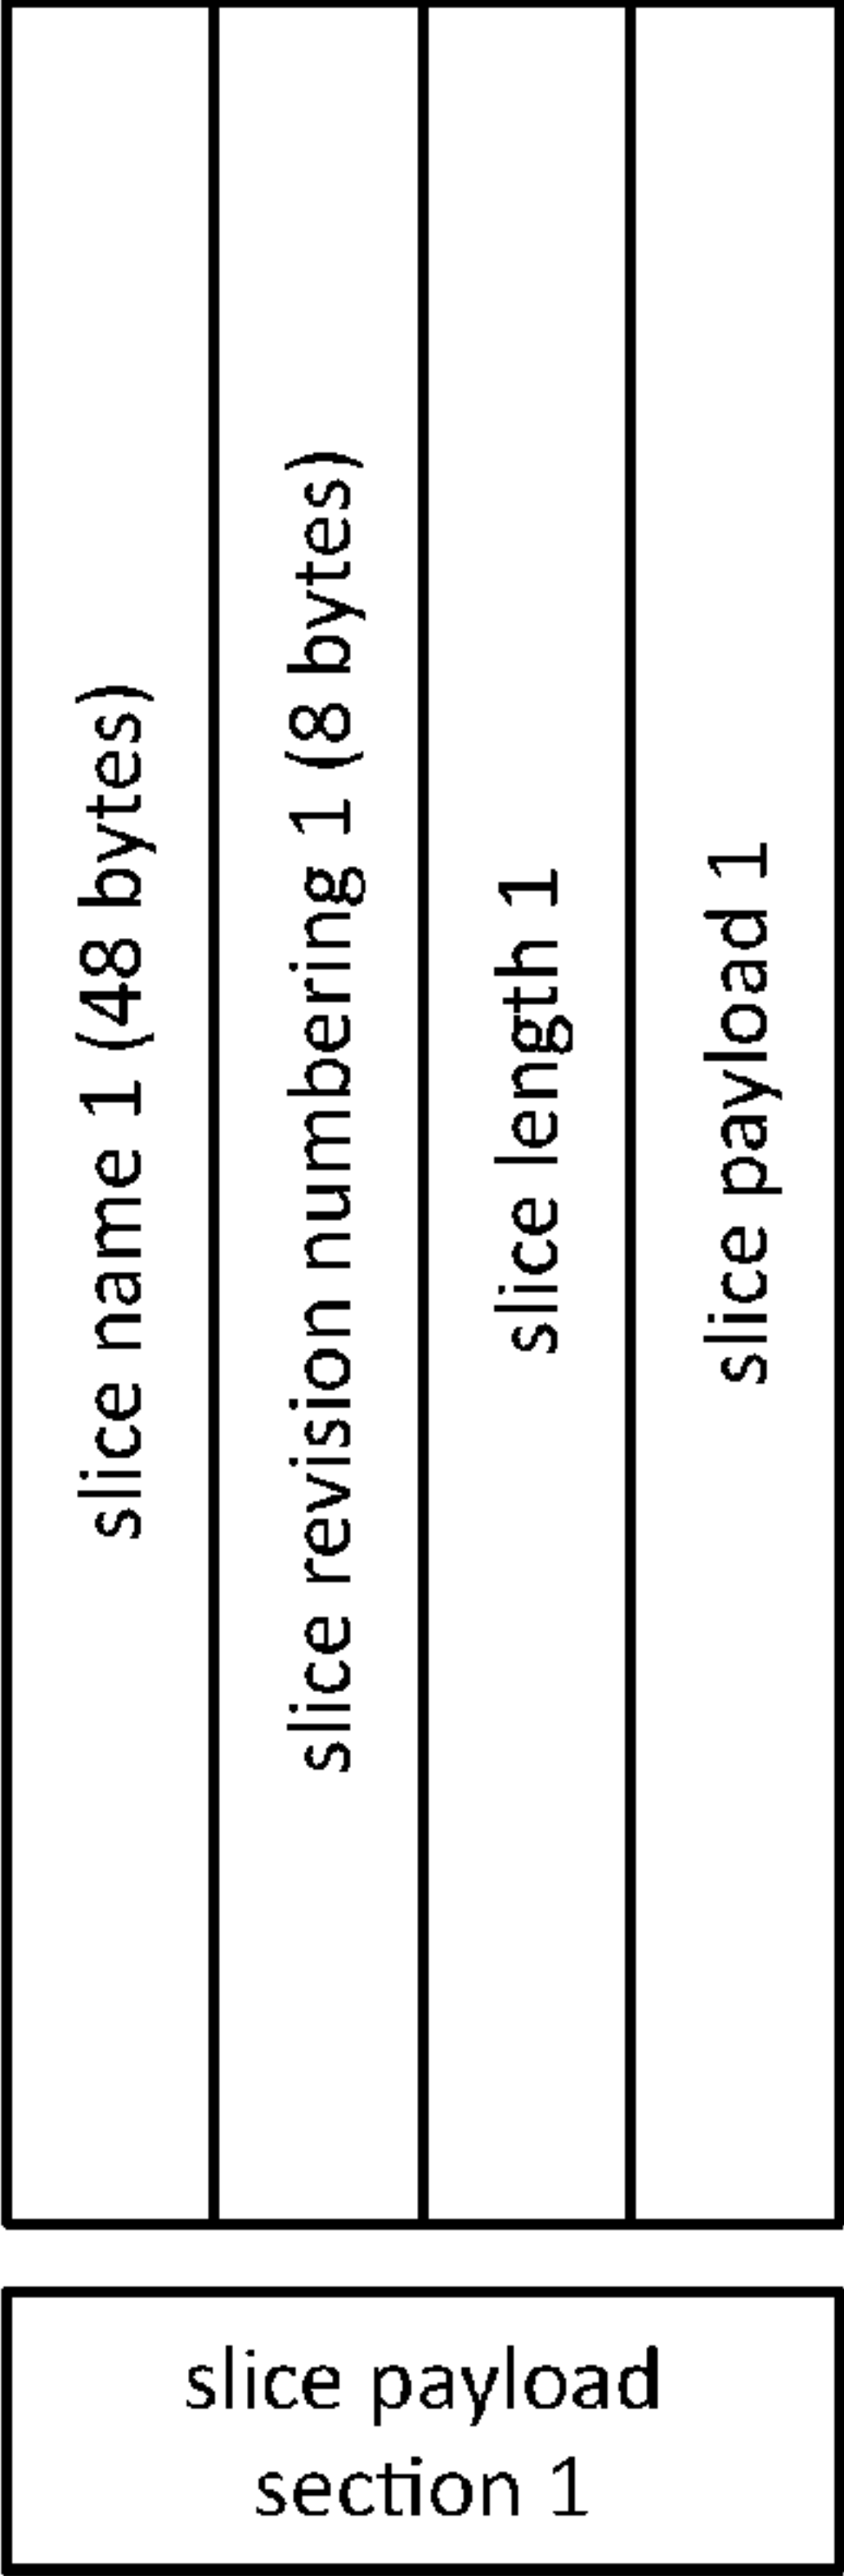 slice name 1 (48 bytes)
slice revision numbering 1 (8 bytes)
slice length 1
slice payload 1
slice payload
section 1